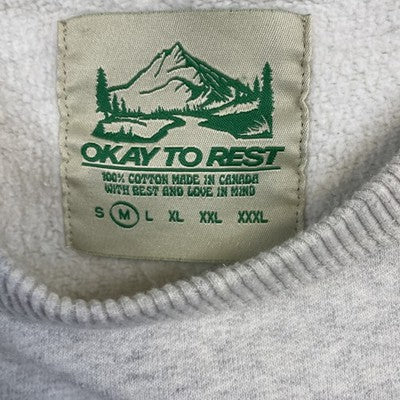 OKAY TO REST
100% COTTON MADE IN CANADA
WITH REST AND LOVE IN MIND
S M L XL XXL XXXL